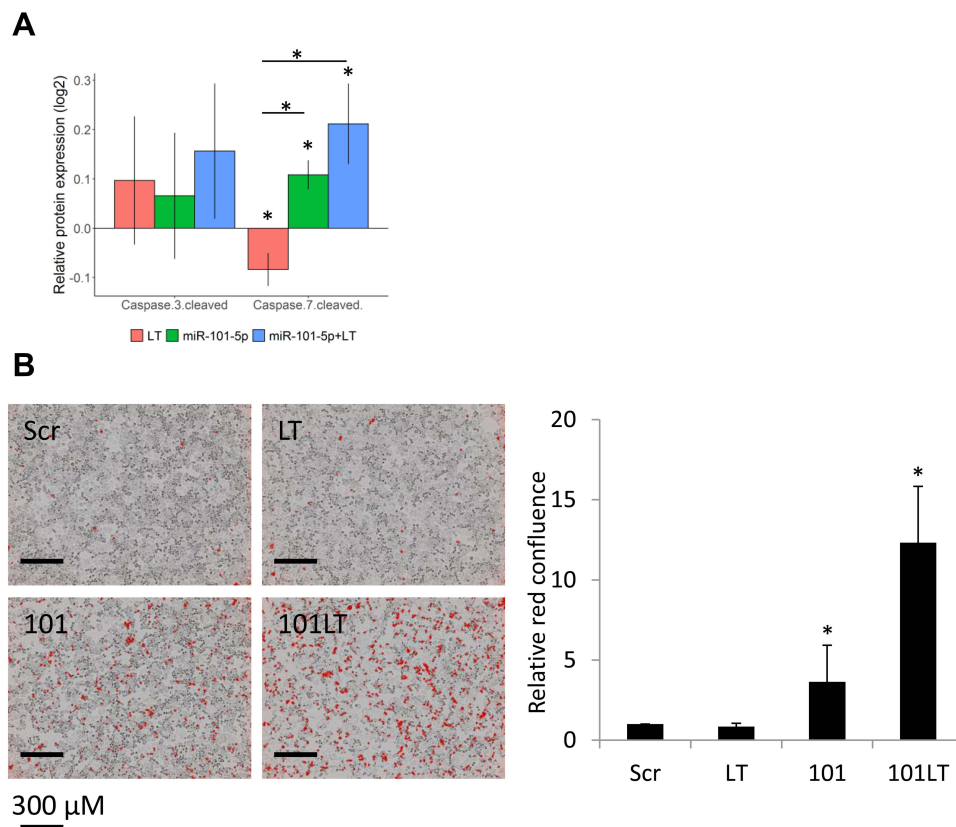 A
Relative protein expression (log2)
0.3
0.2
0.1
0.0
-0.1
*
*
*
*
*
Caspase.3.cleaved
Caspase.7.cleaved.
LT miR-101-5p miR-101-5p+LT
B
Scr
LT
101
101LT
300 µM
Relative red confluence
20
15
10
5
0
*
*
Scr LT 101 101LT